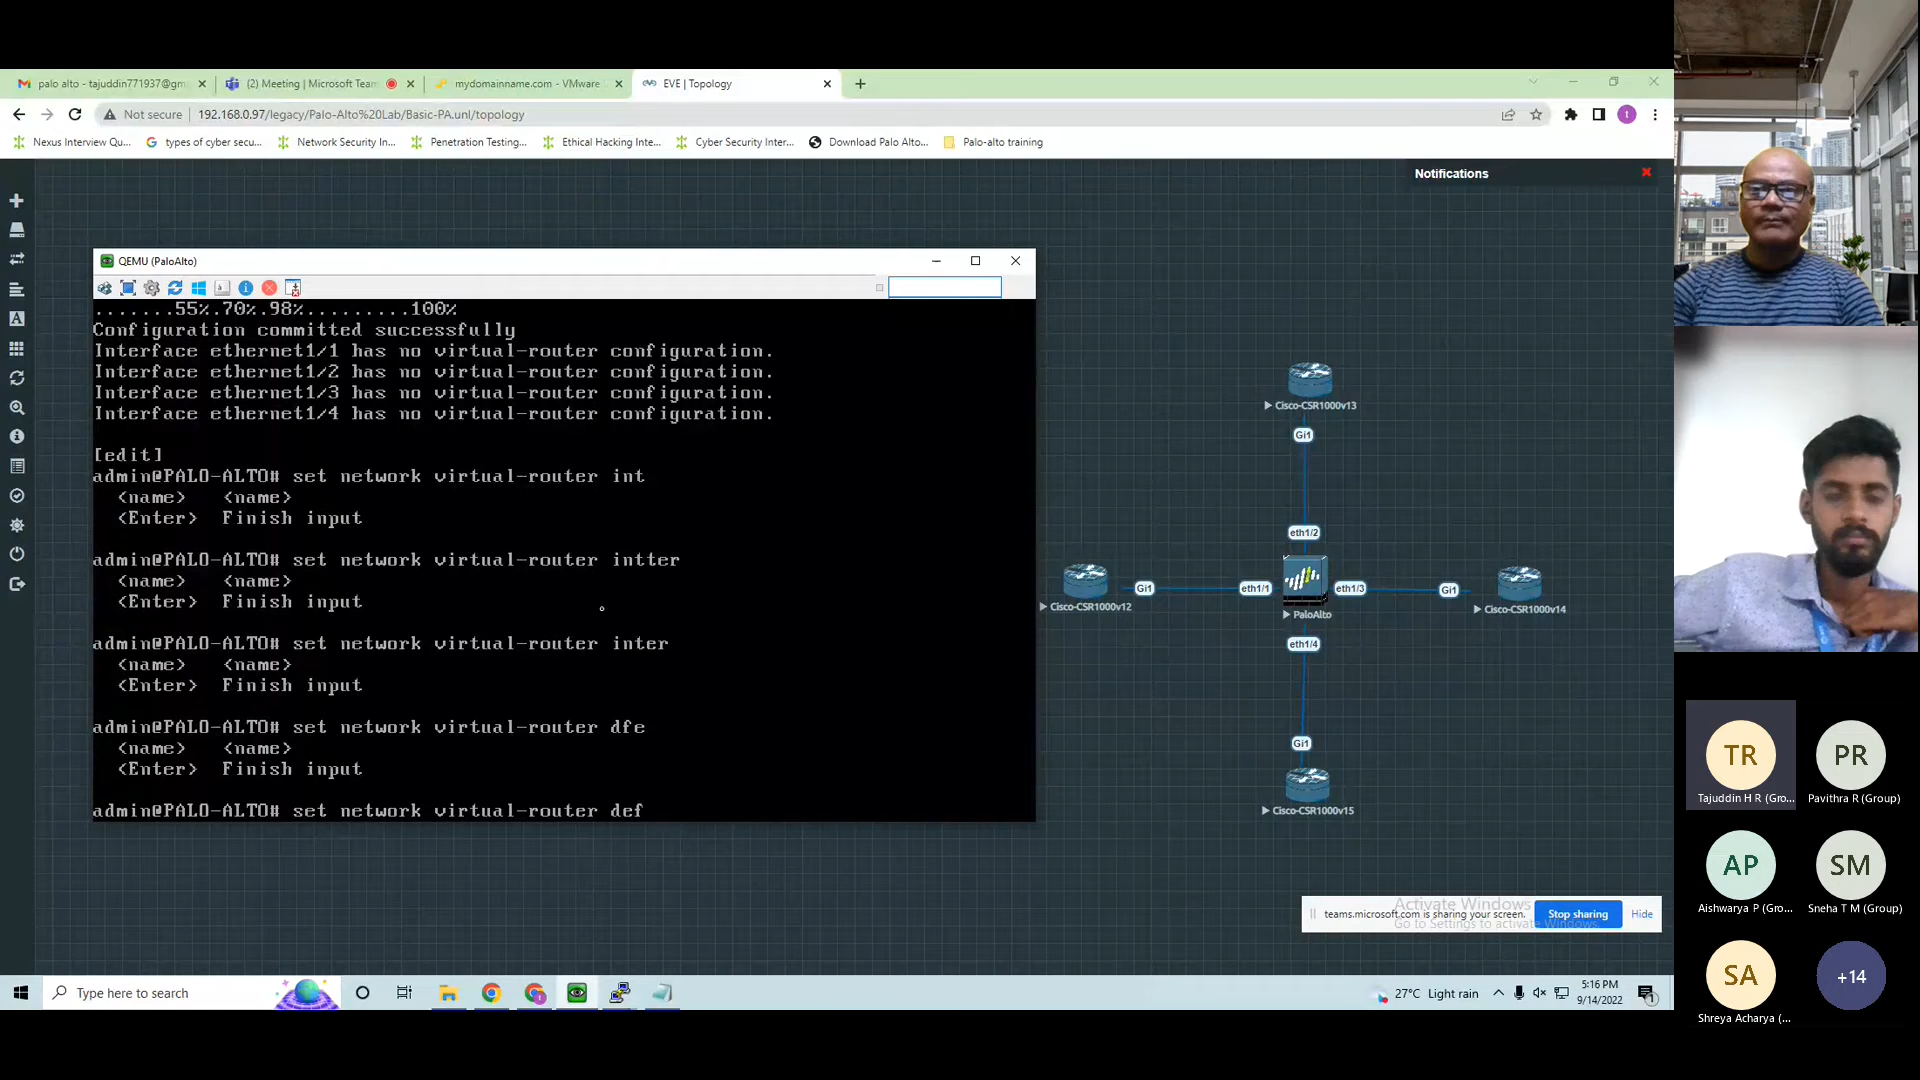 palo alto - tajuddin771937@gm
(2) Meeting | Microsoft Team
mydomainname.com - VMware
EVE | Topology
Not secure
192.168.0.97/legacy/Palo-Alto%20Lab/Basic-PA.unl/topology
t
Nexus Interview Qu...
types of cyber secu...
Network Security In...
Penetration Testing...
Ethical Hacking Inte...
Cyber Security Inter...
Download Palo Alto...
Palo-alto training
Notifications
QEMU (PaloAlto)
.......55%.70%.98%.........100%
Configuration committed successfully
Interface ethernet1/1 has no virtual-router configuration.
Interface ethernet1/2 has no virtual-router configuration.
Interface ethernet1/3 has no virtual-router configuration.
Interface ethernet1/4 has no virtual-router configuration.
[edit]
admin@PALO-ALTO# set network virtual-router int
<name> <name>
<Enter> Finish input
admin@PALO-ALTO# set network virtual-router intter
<name> <name>
<Enter> Finish input
admin@PALO-ALTO# set network virtual-router inter
<name> <name>
<Enter> Finish input
admin@PALO-ALTO# set network virtual-router dfe
<name> <name>
<Enter> Finish input
admin@PALO-ALTO# set network virtual-router def
Cisco-CSR1000v13
Gi1
eth1/2
Cisco-CSR1000v12
Gi1
eth1/1
eth1/3
Gi1
Cisco-CSR1000v14
PaloAlto
eth1/4
Gi1
Cisco-CSR1000v15
Activate Windows
Go to Settings to activate Windows.
teams.microsoft.com is sharing your screen.
Stop sharing
Hide
Type here to search
27°C Light rain
5:16 PM
9/14/2022
1
TR
Tajuddin H R (Gro...
PR
Pavithra R (Group)
AP
Aishwarya P (Gro...
SM
Sneha T M (Group)
SA
Shreya Acharya (...
+14